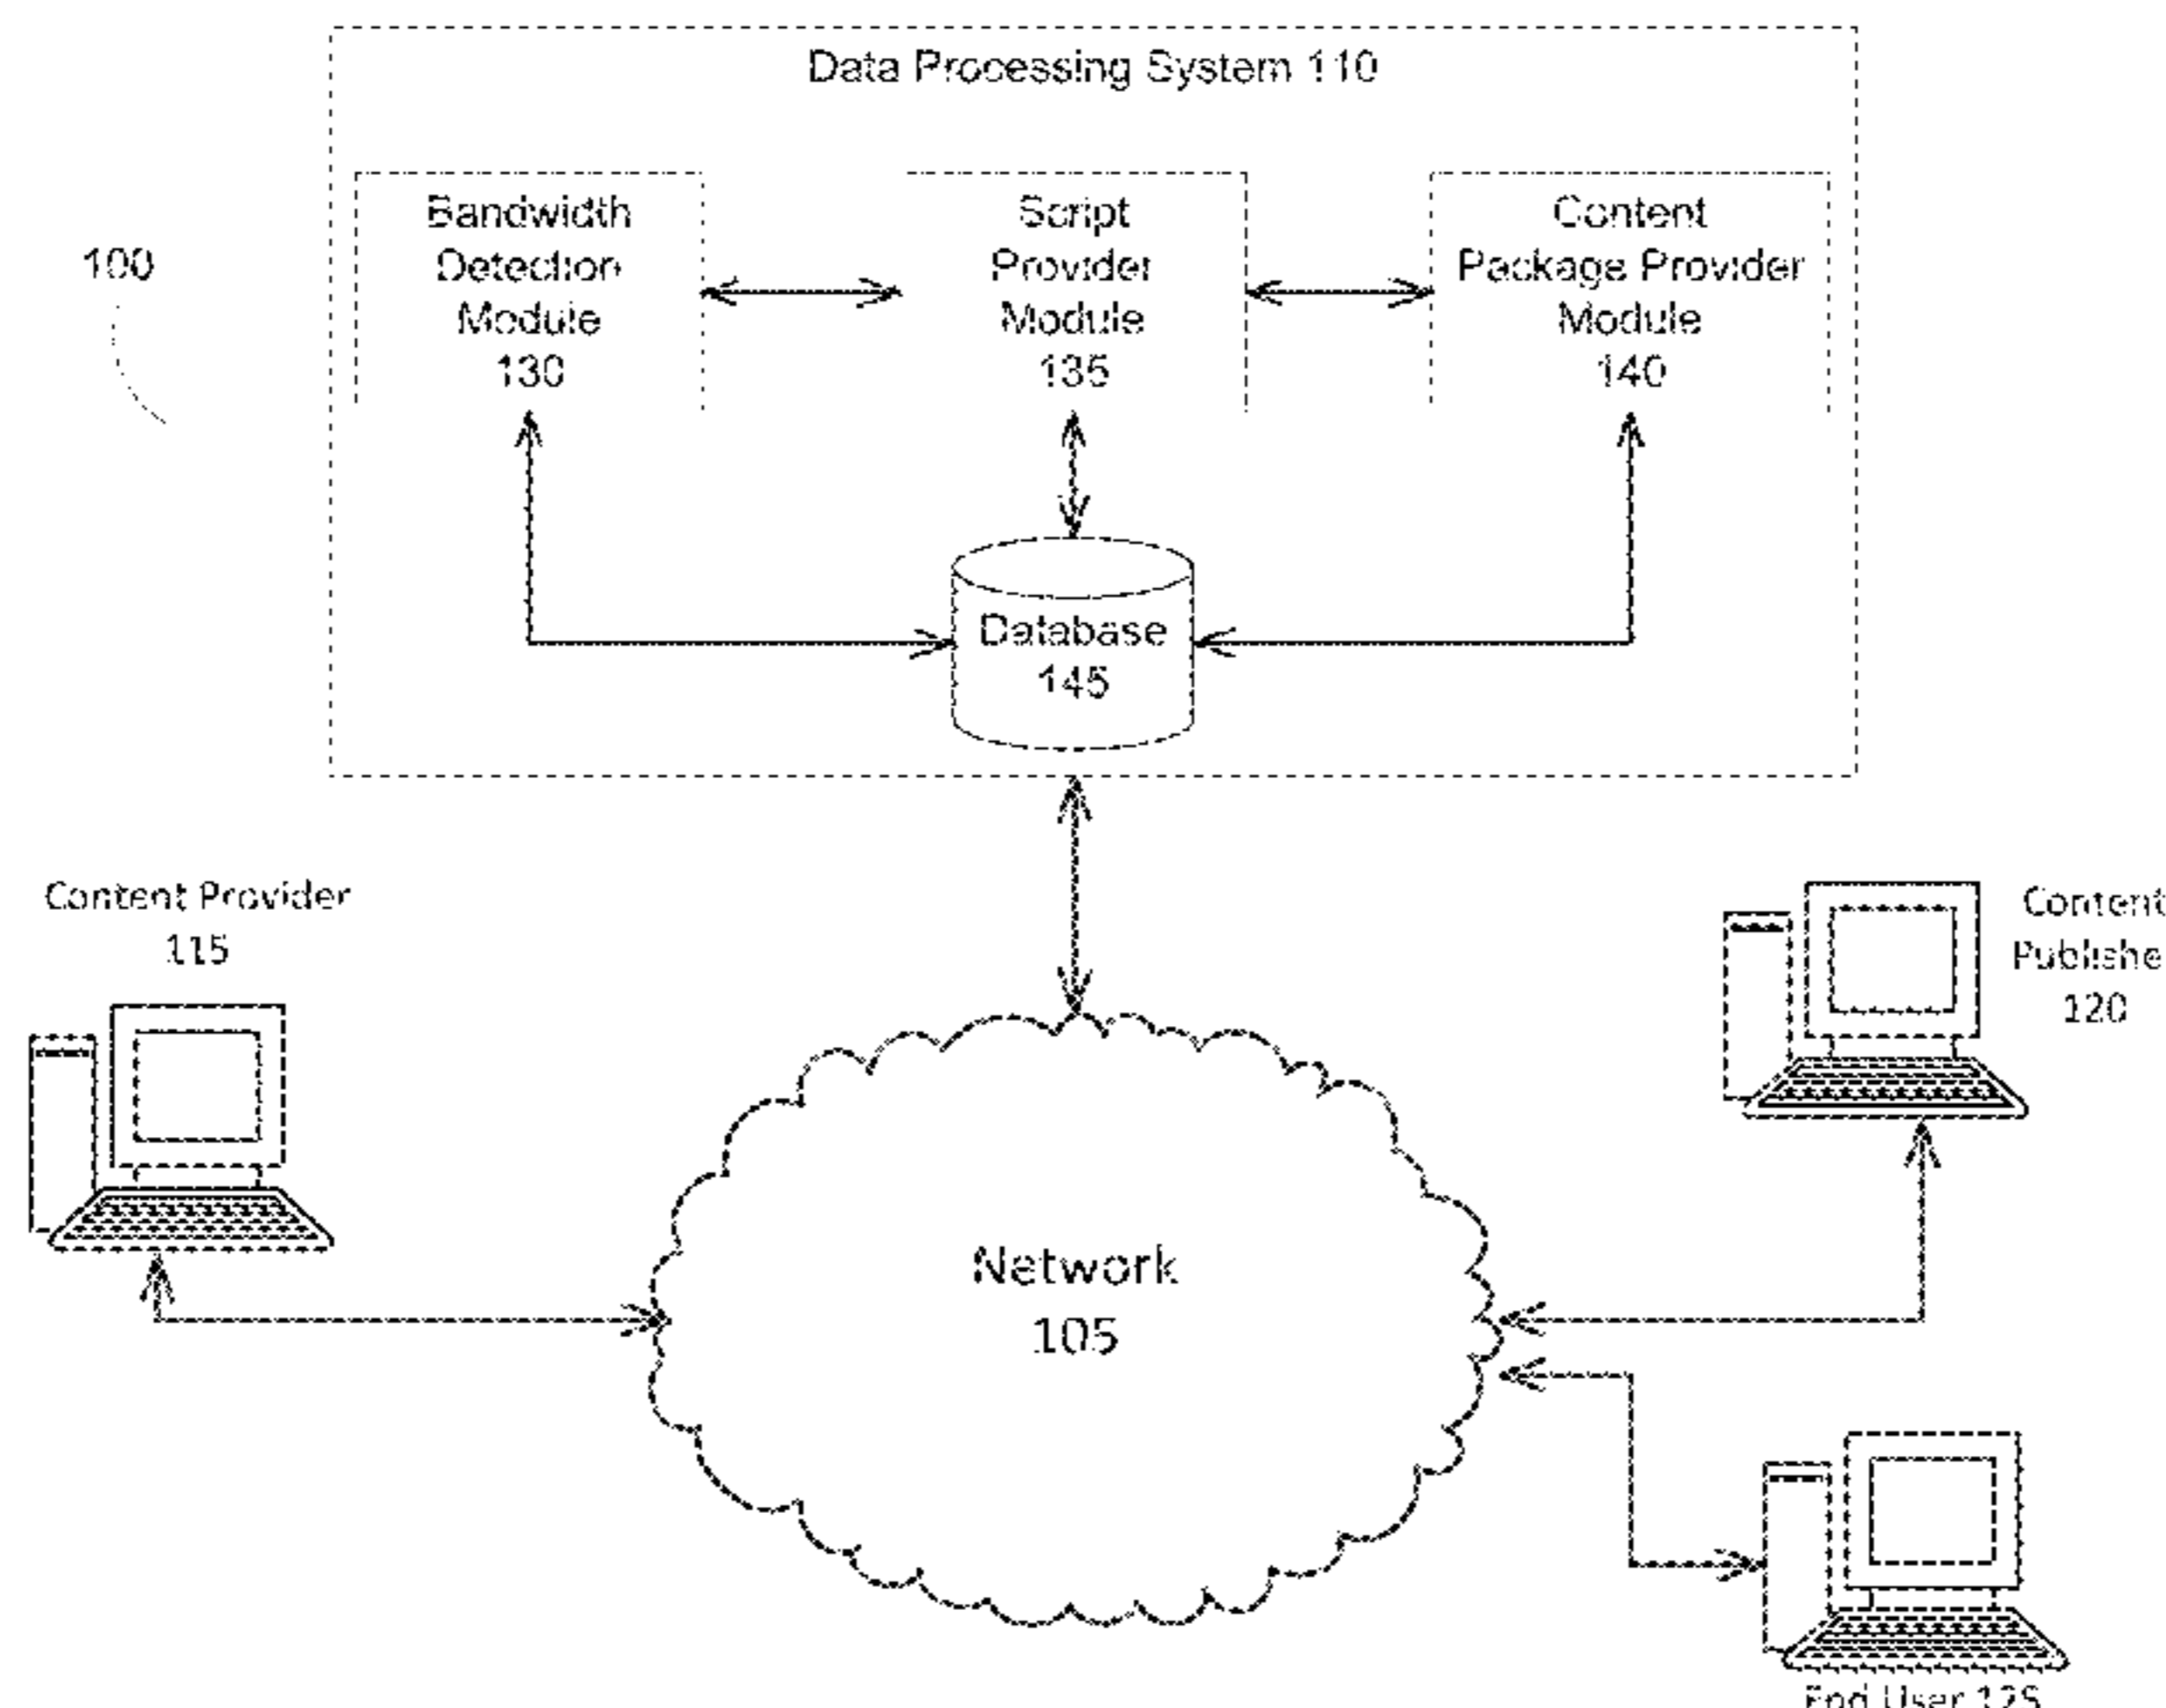 Data Processing System 110
Bandwidth
Detection
Module
130
Script
Provider
Module
135
Content
Package Provider
Module
140
100
Database
145
Content Provider
115
Content
Publishe
120
Network
105
End User 125